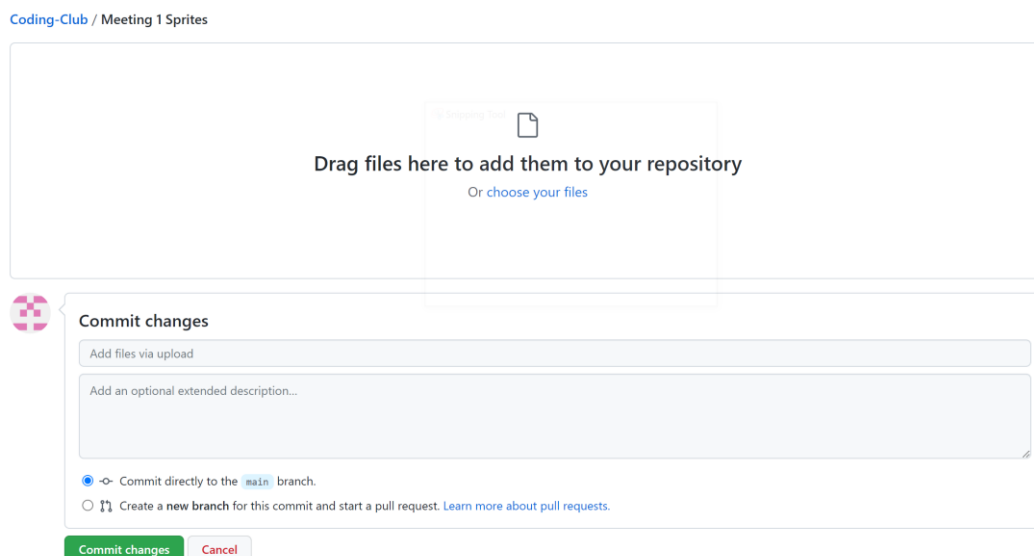 Coding-Club / Meeting 1 Sprites
Snipping Tool
Drag files here to add them to your repository
Or choose your files
Commit changes
Add files via upload
Add an optional extended description...
Commit directly to the main branch.
Create a new branch for this commit and start a pull request. Learn more about pull requests.
Commit changes
Cancel